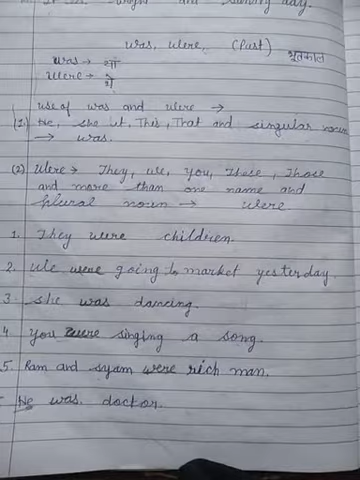 and sunday day.
was, were, (Past) भूतकाल
was → था
were → थे
use of was and were →
(1.) He, she it, This, That and singular noun
→ was.
(2) Were → They, we, you, These, Those
and more than one name and
plural noun → were
1. They were children.
2. We were going to market yesterday.
3. she was dancing.
4. you were singing a song.
5. Ram and syam were rich man.
He was doctor.